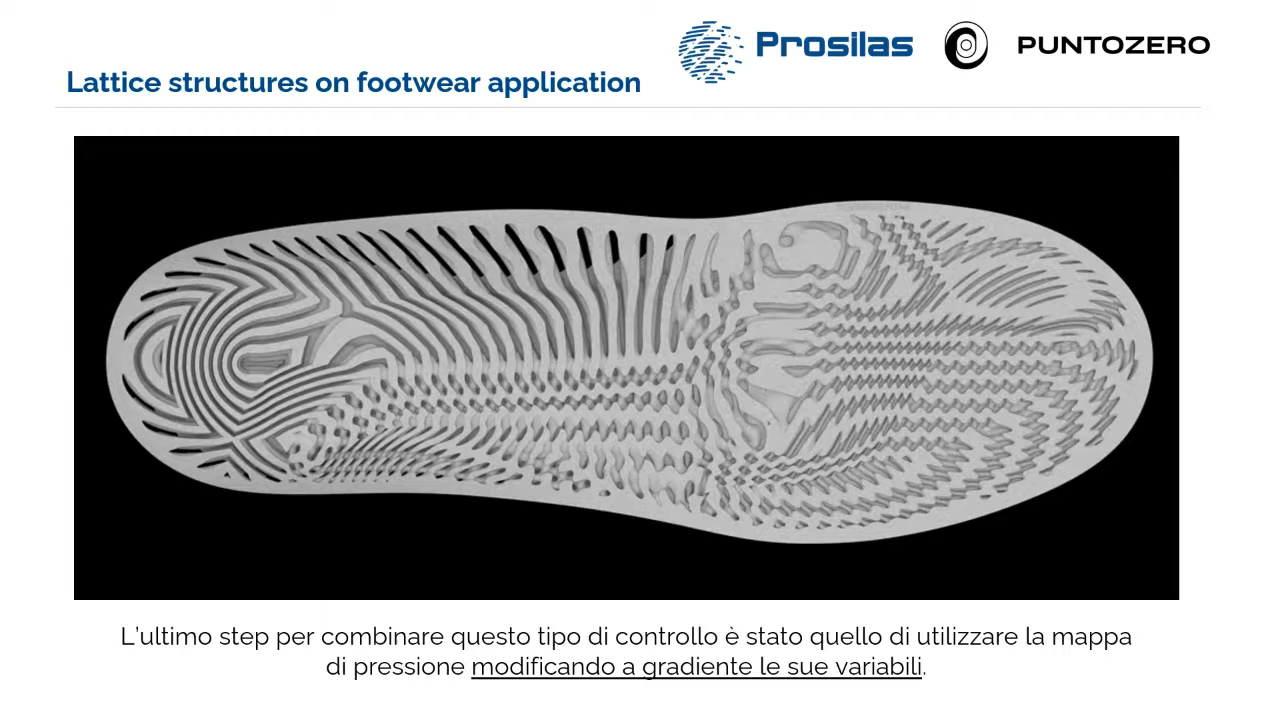 Prosilas
PUNTOZERO
Lattice structures on footwear application
L'ultimo step per combinare questo tipo di controllo è stato quello di utilizzare la mappa
di pressione modificando a gradiente le sue variabili.